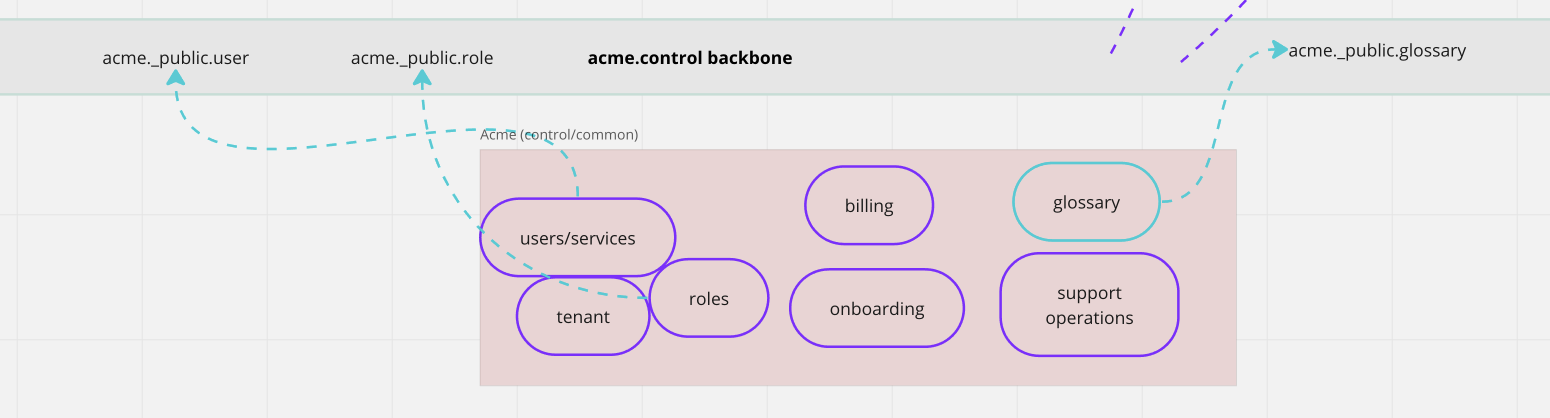 acme._public.user
acme._public.role
acme.control backbone
acme._public.glossary
Acme (control/common)
users/services
billing
glossary
tenant
roles
onboarding
support
operations